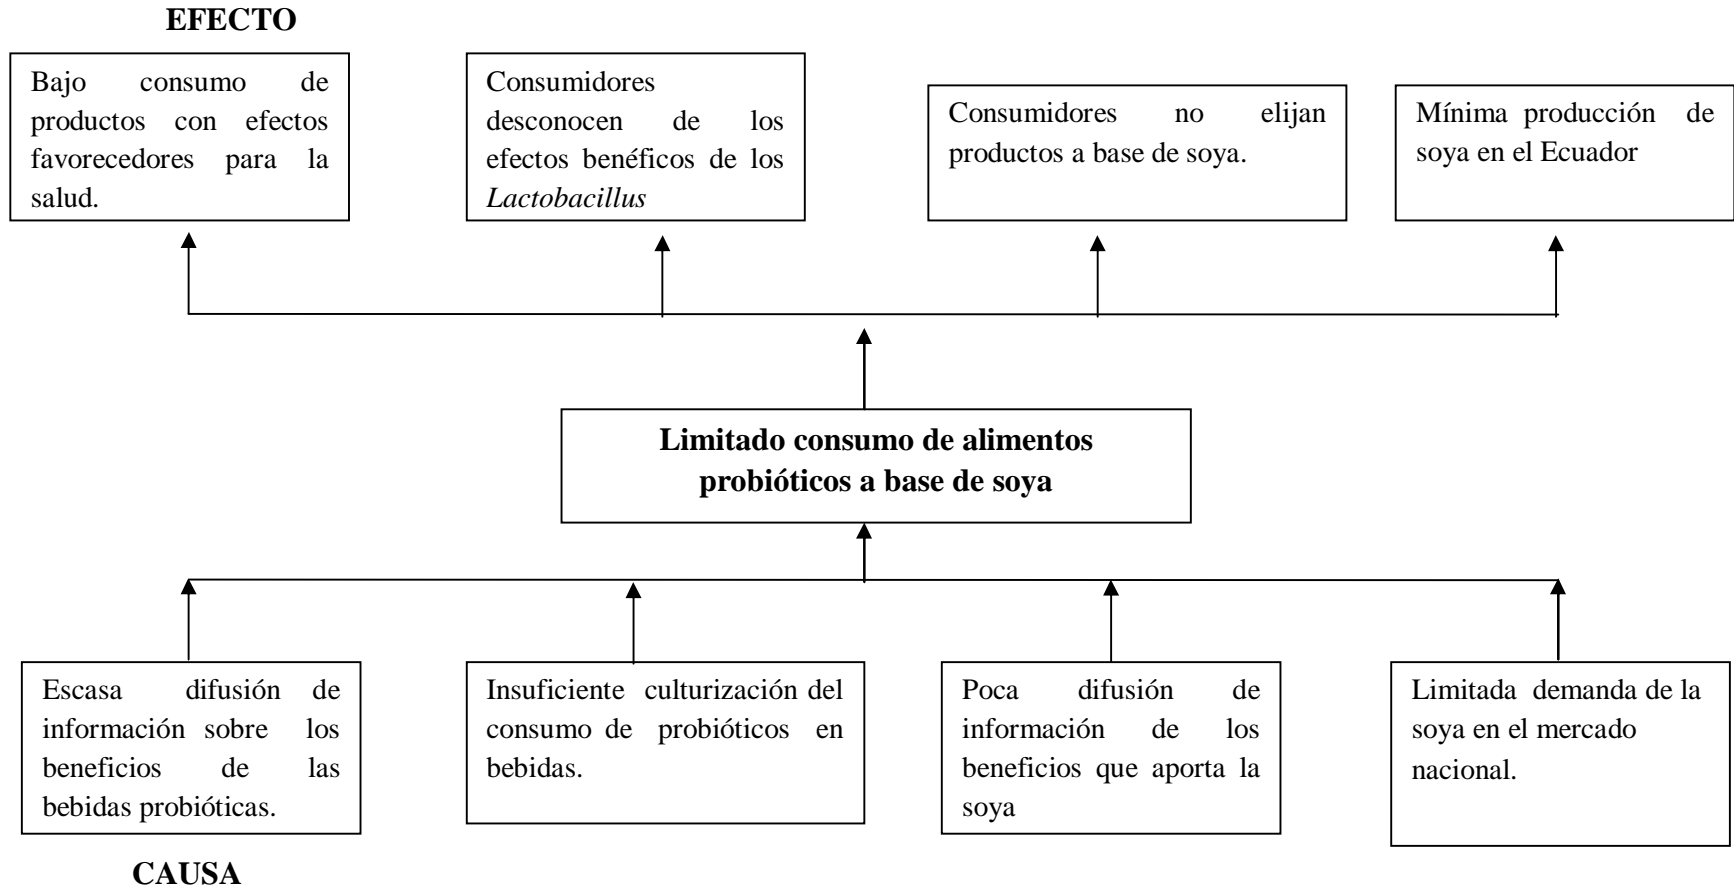 EFECTO
Bajo consumo de
productos con efectos
favorecedores para la
salud.
Consumidores
desconocen de los
efectos benéficos de los
Lactobacillus
Consumidores no elijan
productos a base de soya.
Mínima producción de
soya en el Ecuador
Limitado consumo de alimentos
probióticos a base de soya
Escasa difusión de
información sobre los
beneficios de las
bebidas probióticas.
Insuficiente culturización del
consumo de probióticos en
bebidas.
Poca difusión de
información de los
beneficios que aporta la
soya
Limitada demanda de la
soya en el mercado
nacional.
CAUSA